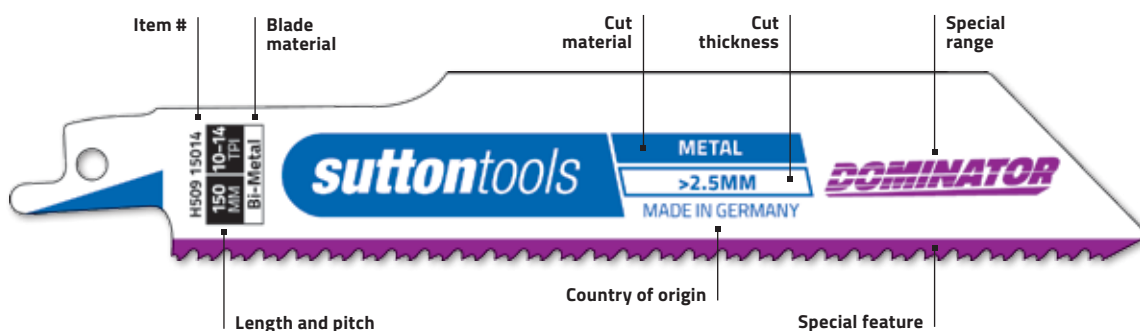 Item #
Blade
material
Cut
material
Cut
thickness
Special
range
H509 15014
150
MM
10–14
TPI
Bi-Metal
suttontools
METAL
>2.5MM
MADE IN GERMANY
DOMINATOR
Country of origin
Length and pitch
Special feature